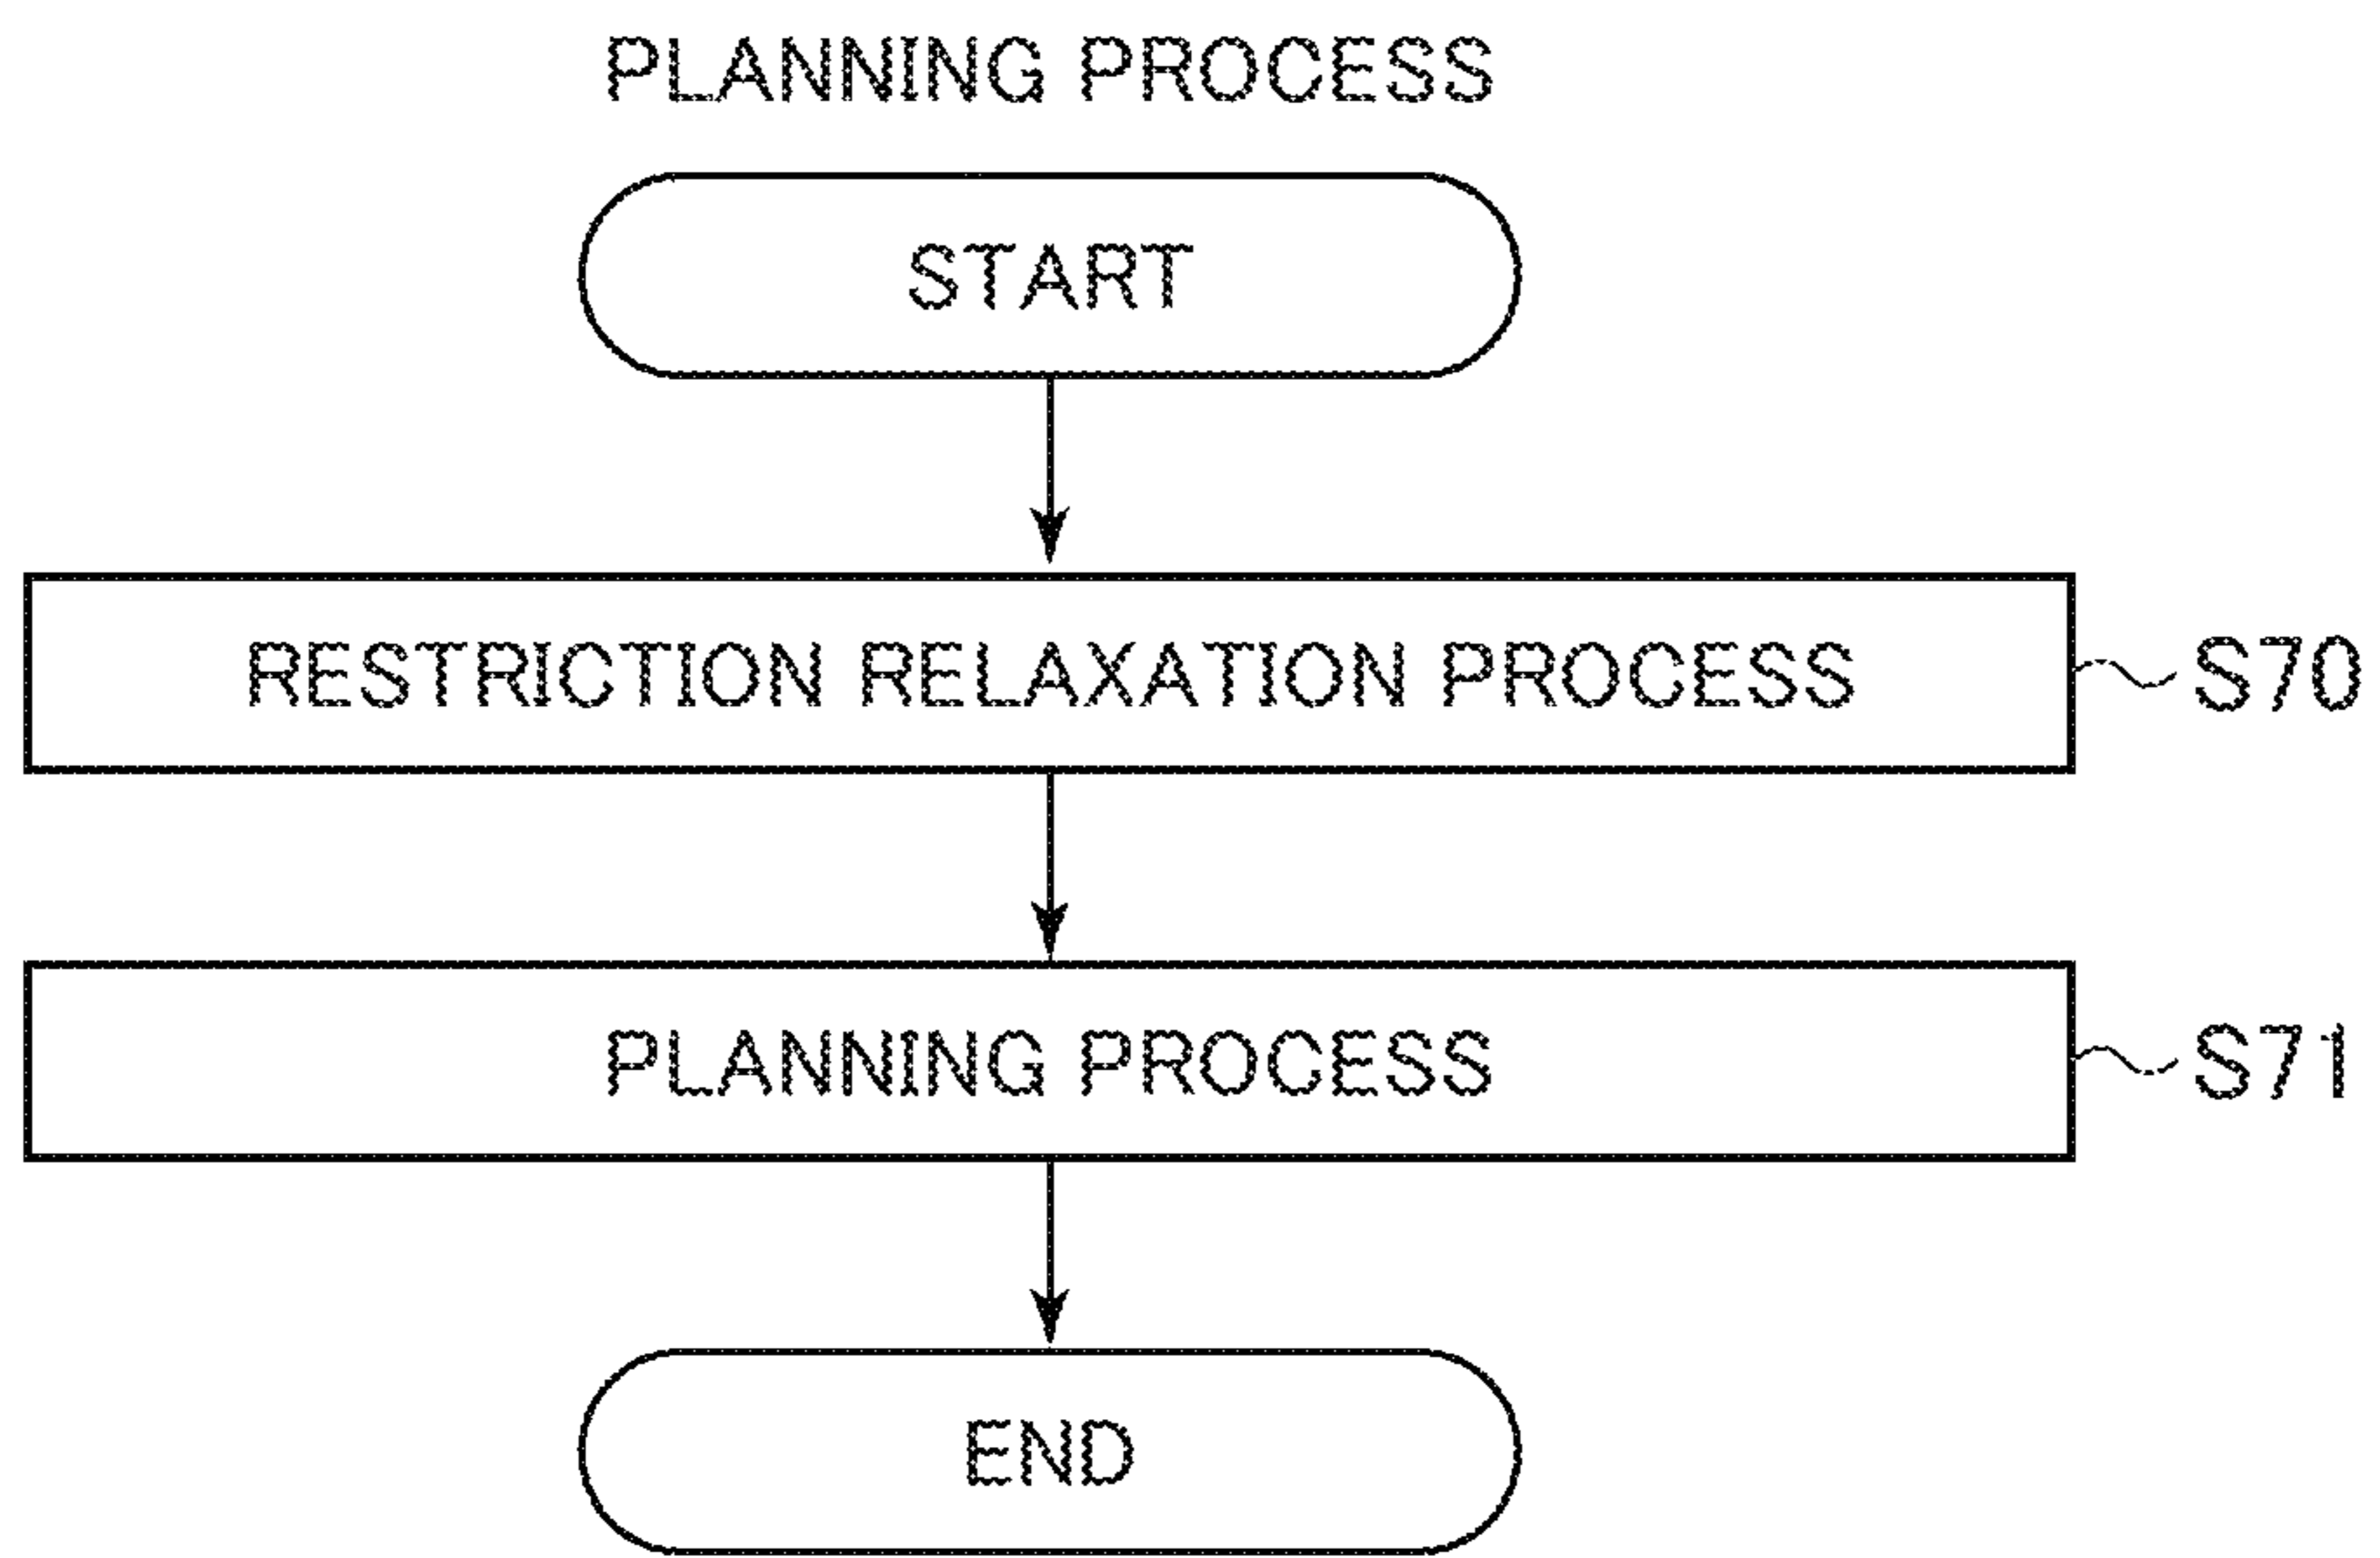 PLANNING PROCESS
START
RESTRICTION RELAXATION PROCESS S70
PLANNING PROCESS S71
END